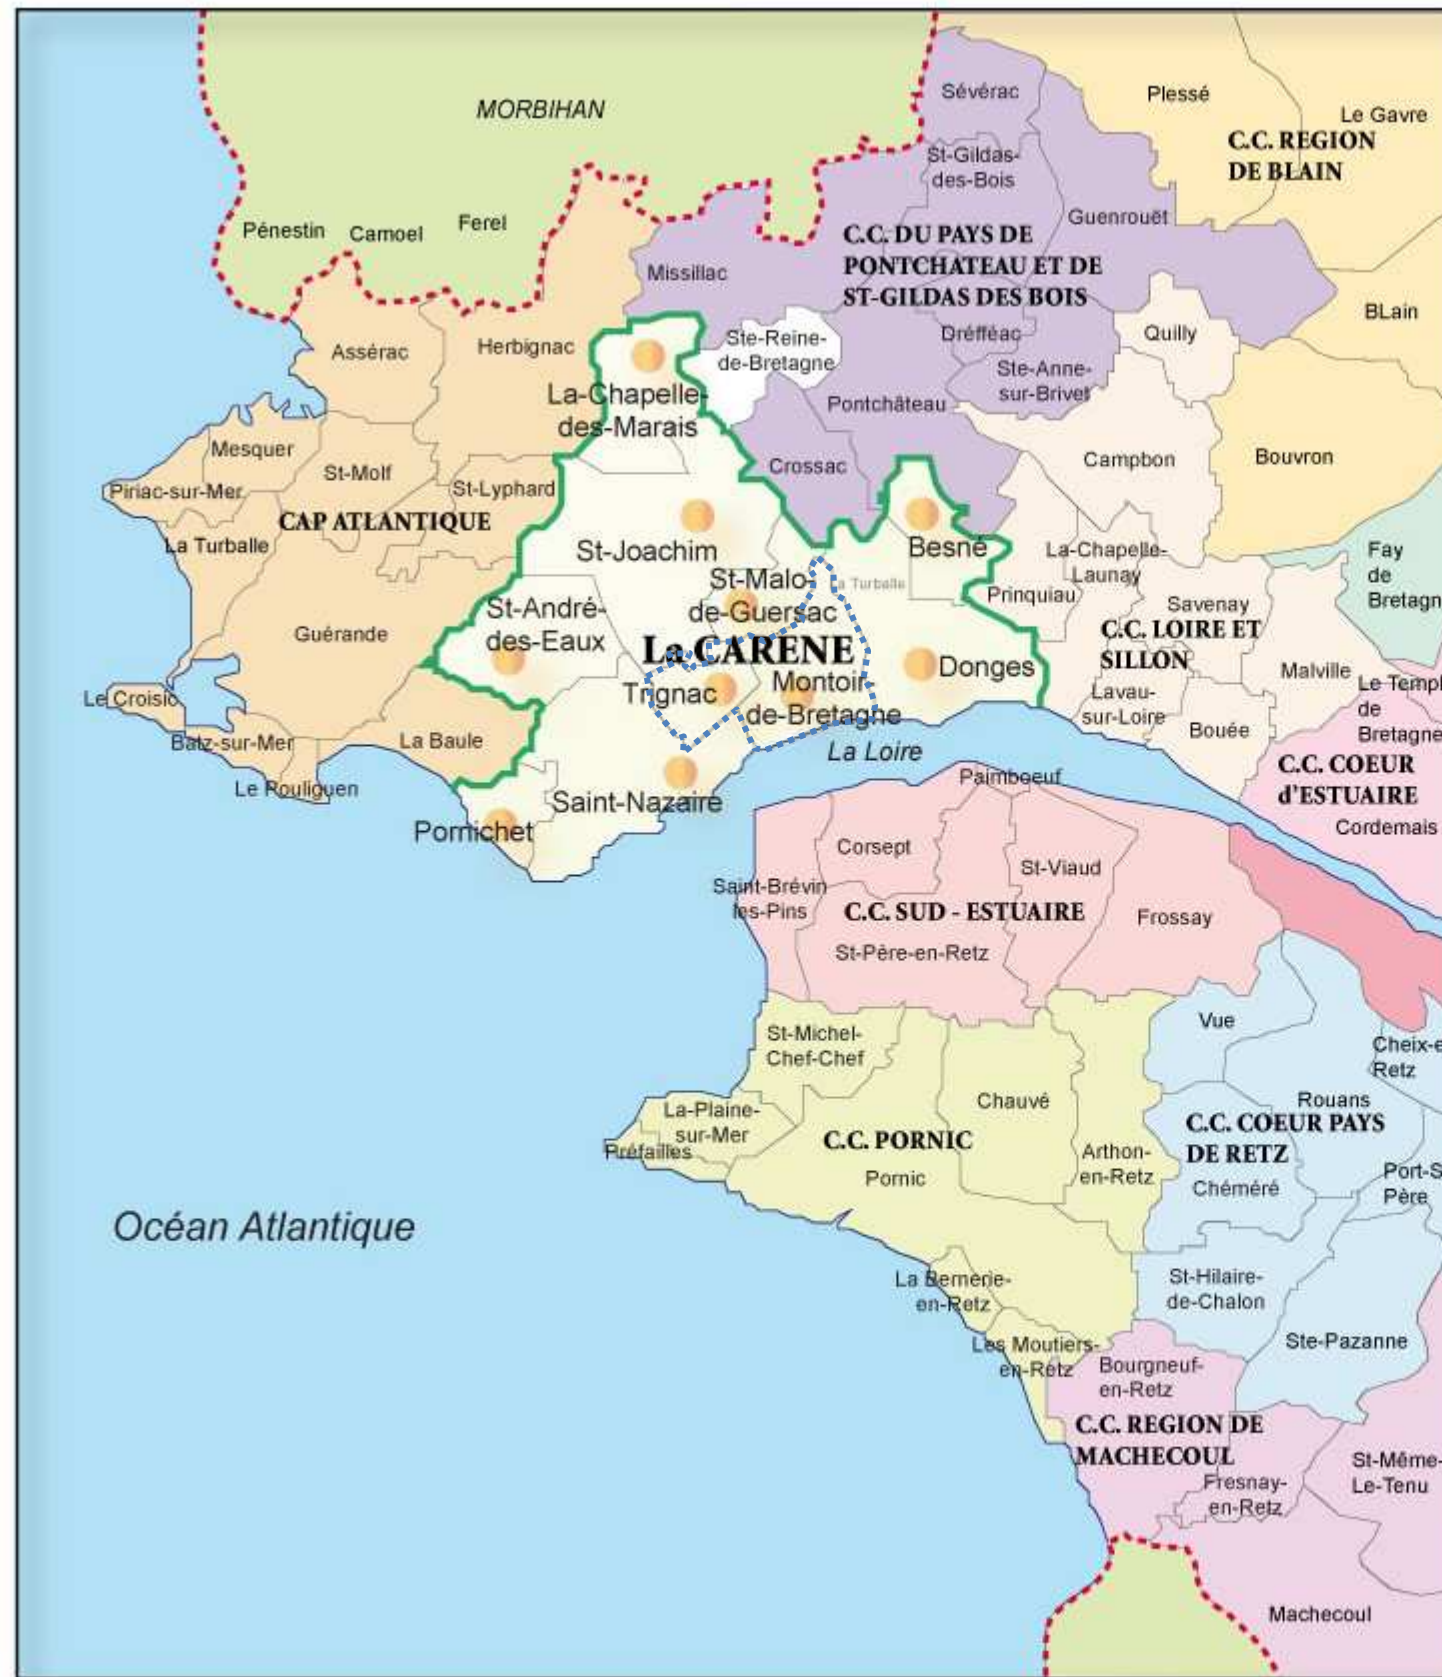 Sévérac
Plessé
Le Gavre
MORBIHAN
C.C. REGION
DE BLAIN
St-Gildas-
des-Bois
Guenrouët
Pénestin
Camoel
Ferel
C.C. DU PAYS DE
PONTCHATEAU ET DE
ST-GILDAS DES BOIS
Missillac
BLain
Assérac
Herbignac
Ste-Reine-
de-Bretagne
Drefféac
Quilly
Ste-Anne-
sur-Brivet
La-Chapelle-
des-Marais
Pontchâteau
Mesquer
St-Molf
Crossac
Campbon
Bouvron
Piriac-sur-Mer
St-Lyphard
CAP ATLANTIQUE
La Turballe
St-Joachim
Besné
La-Chapelle-
Launay
Fay
de
Bretagn
St-Malo-
de-Guersac
La Turballe
Prinquiau
St-André-
des-Eaux
Savenay
Guérande
La CARENE
C.C. LOIRE ET
SILLON
Donges
Malville
Le Croisic
Trignac
Montoir-
de-Bretagne
Lavau-
sur-Loire
Le Templ
de
Bretagne
Batz-sur-Mer
La Baule
Bouée
La Loire
C.C. COEUR
d'ESTUAIRE
Le Pouliguen
Paimboeuf
Saint-Nazaire
Pornichet
Cordemais
Corsept
St-Viaud
Saint-Brévin
les-Pins
C.C. SUD - ESTUAIRE
Frossay
St-Père-en-Retz
St-Michel-
Chef-Chef
Vue
Cheix-e
Retz
Chauvé
Rouans
La-Plaine-
sur-Mer
Préfailles
C.C. PORNIC
C.C. COEUR PAYS
DE RETZ
Arthon-
en-Retz
Pornic
Chéméré
Port-S
Père
Océan Atlantique
La Bernerie-
en-Retz
St-Hilaire-
de-Chalon
Ste-Pazanne
Les Moutiers-
en-Retz
Bourgneuf-
en-Retz
C.C. REGION DE
MACHECOUL
St-Même-
Le-Tenu
Fresnay-
en-Retz
Machecoul